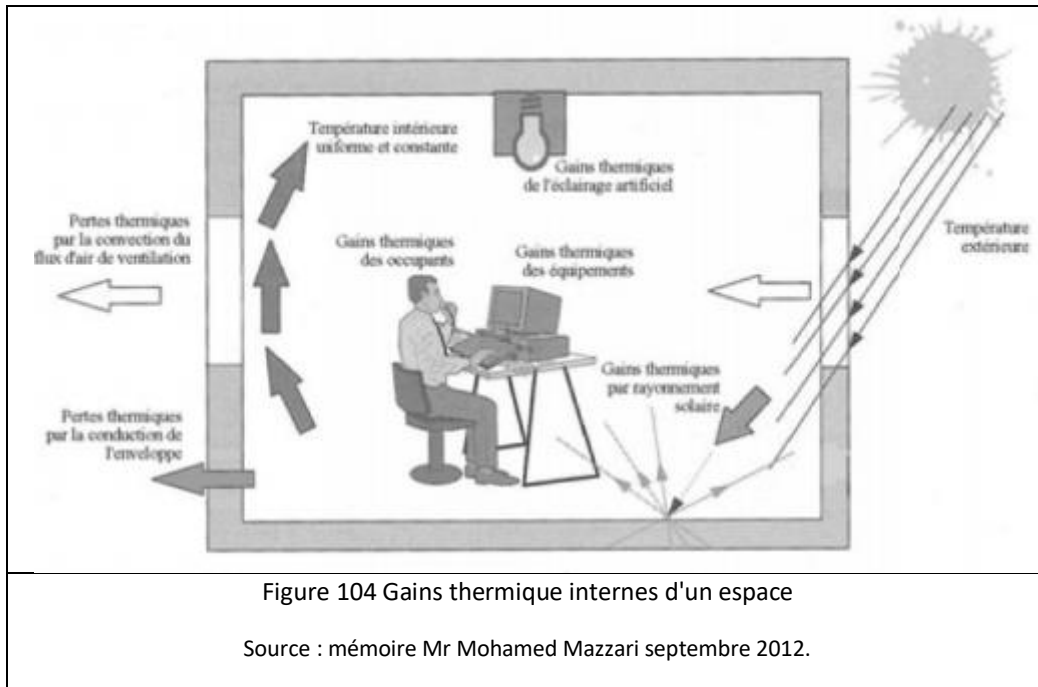 Température intérieure
uniforme et constante
Gains thermiques
de l'éclairage artificiel
Pertes thermiques
par la convection du
flux d'air de ventilation
Gains thermiques
des occupants
Gains thermiques
des équipements
Température
extérieure
Gains thermiques
par rayonnement
solaire
Pertes thermiques
par la conduction de
l'enveloppe
Figure 104 Gains thermique internes d'un espace
Source : mémoire Mr Mohamed Mazzari septembre 2012.